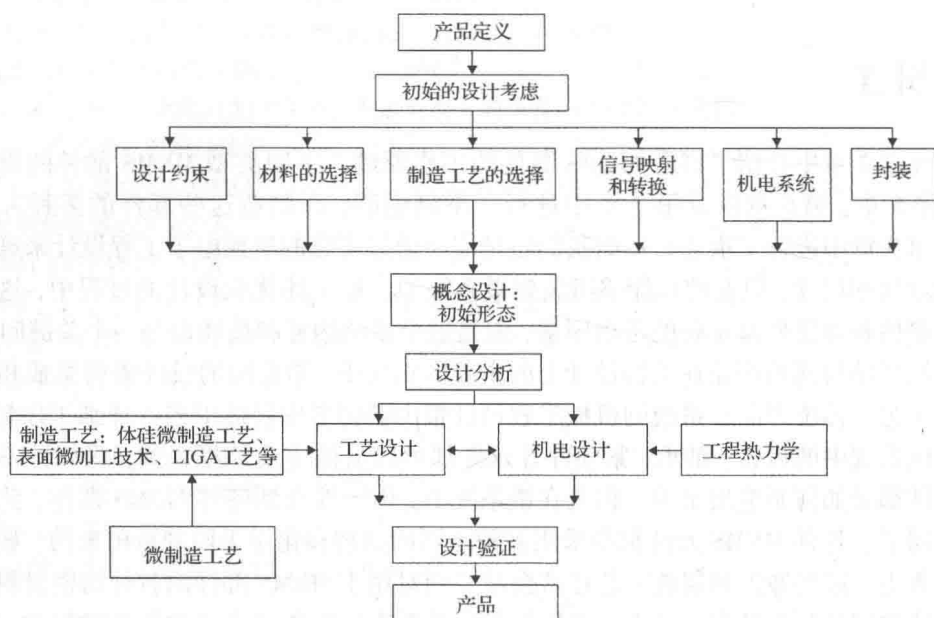 产品定义
初始的设计考虑
设计约束
材料的选择
制造工艺的选择
信号映射
和转换
机电系统
封装
概念设计：
初始形态
设计分析
制造工艺：体硅微制造工艺、
表面微加工技术、LIGA工艺等
工艺设计
机电设计
工程热力学
微制造工艺
设计验证
产品